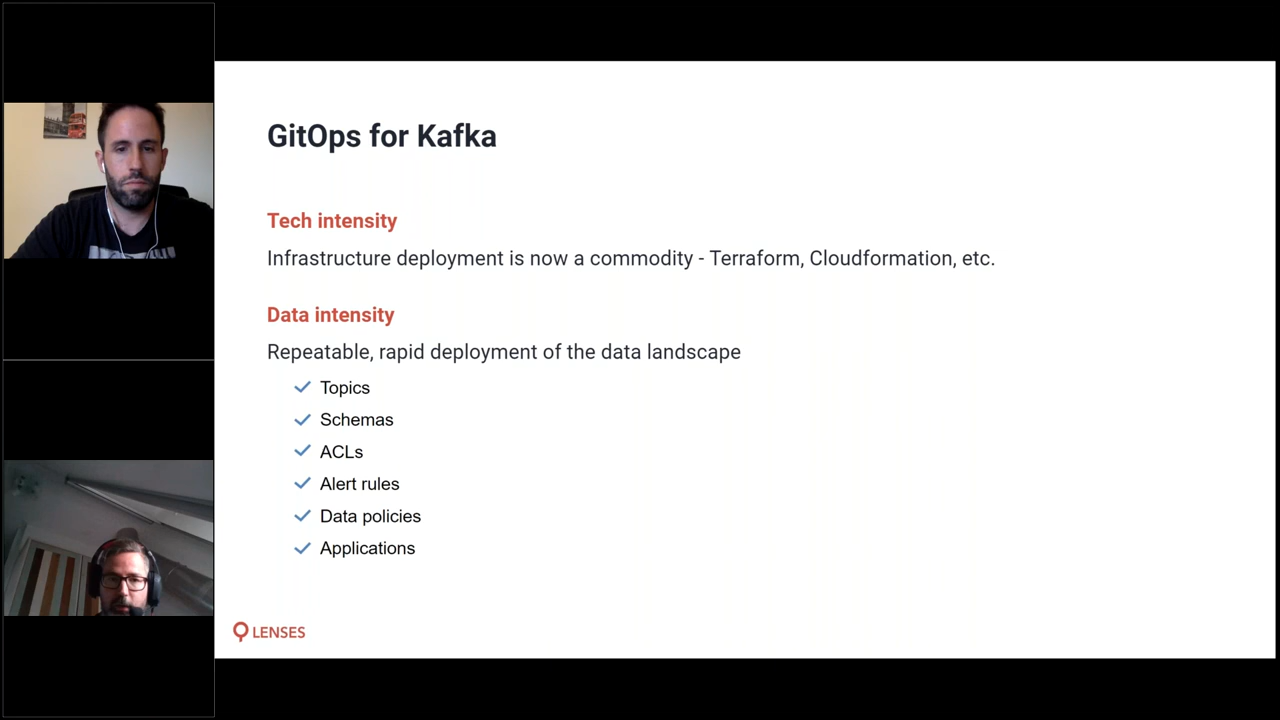 GitOps for Kafka
Tech intensity
Infrastructure deployment is now a commodity - Terraform, Cloudformation, etc.
Data intensity
Repeatable, rapid deployment of the data landscape
Topics
Schemas
ACLs
Alert rules
Data policies
Applications
LENSES